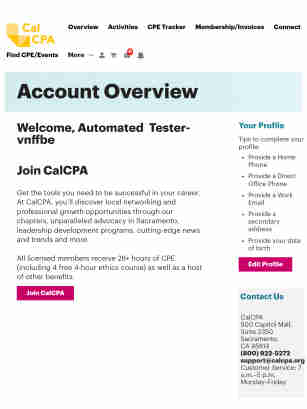 Cal
CPA
Overview Activities CPE Tracker Membership/Invoices Connect
Find CPE/Events More
Account Overview
Welcome, Automated Tester-
vnffbe
Join CalCPA
Get the tools you need to be successful in your career.
At CalCPA, you'll discover local networking and
professional growth opportunities through our
chapters, unparalleled advocacy in Sacramento,
leadership development programs, cutting-edge news
and trends and more.
All licensed members receive 28+ hours of CPE
(including 4 free 4-hour ethics course) as well as a host
of other benefits.
Join CalCPA
Your Profile
Tips to complete your
profile:
• Provide a Home
Phone
• Provide a Direct
Office Phone
• Provide a Work
Email
• Provide a
secondary
address
• Provide your date
of birth
Edit Profile
Contact Us
CalCPA
500 Capitol Mall,
Suite 2350
Sacramento,
CA 95814
(800) 922-5272
support@calcpa.org
Customer Service: 7
a.m.-5 p.m.
Monday-Friday